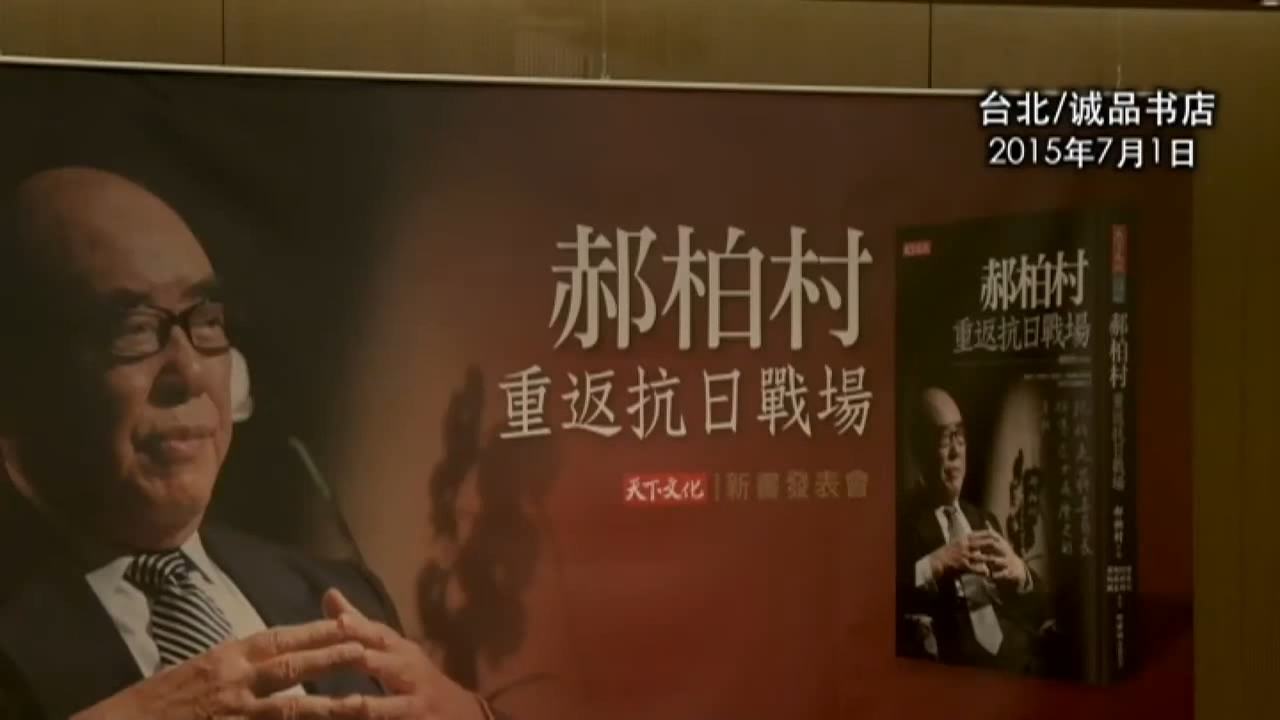 台北/诚品书店
2015年7月1日
郝柏村
重返抗日戰場
天下文化 | 新書發表會
郝柏村
重返抗日戰場
郝柏村 重返抗日戰場